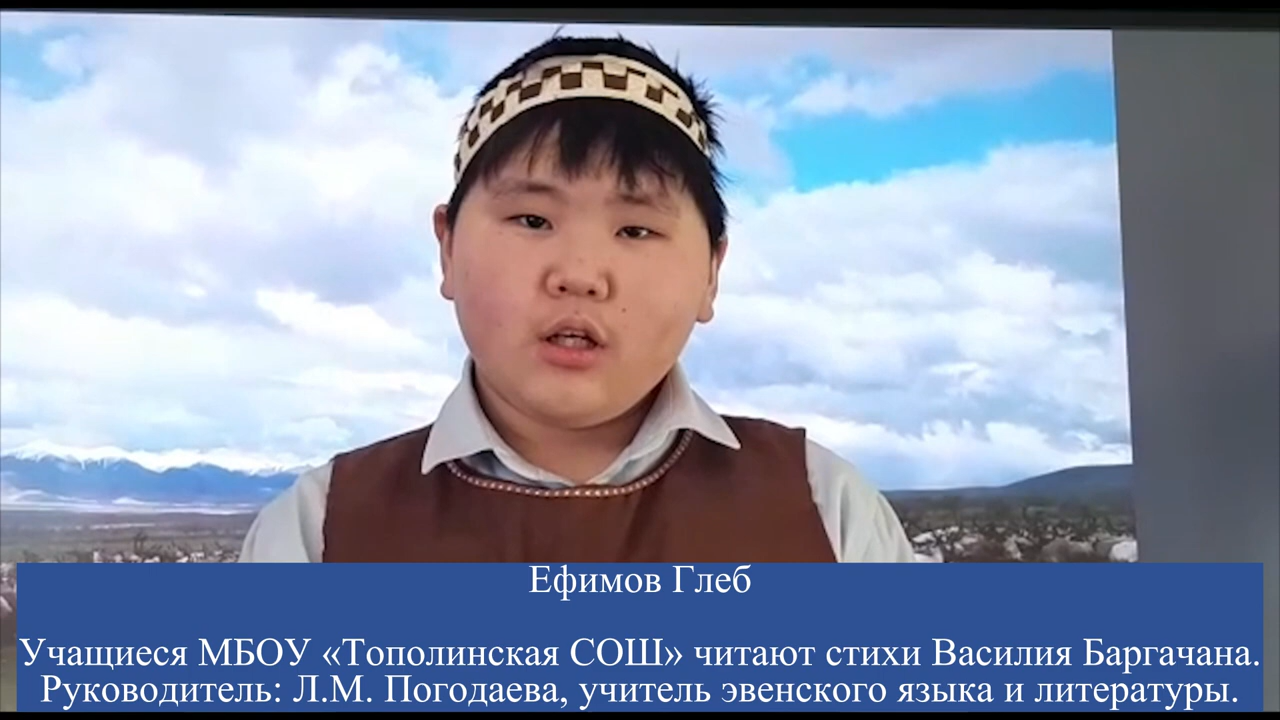 Ефимов Глеб
Учащиеся МБОУ «Тополинская СОШ» читают стихи Василия Баргачана.
Руководитель: Л.М. Погодаева, учитель эвенского языка и литературы.